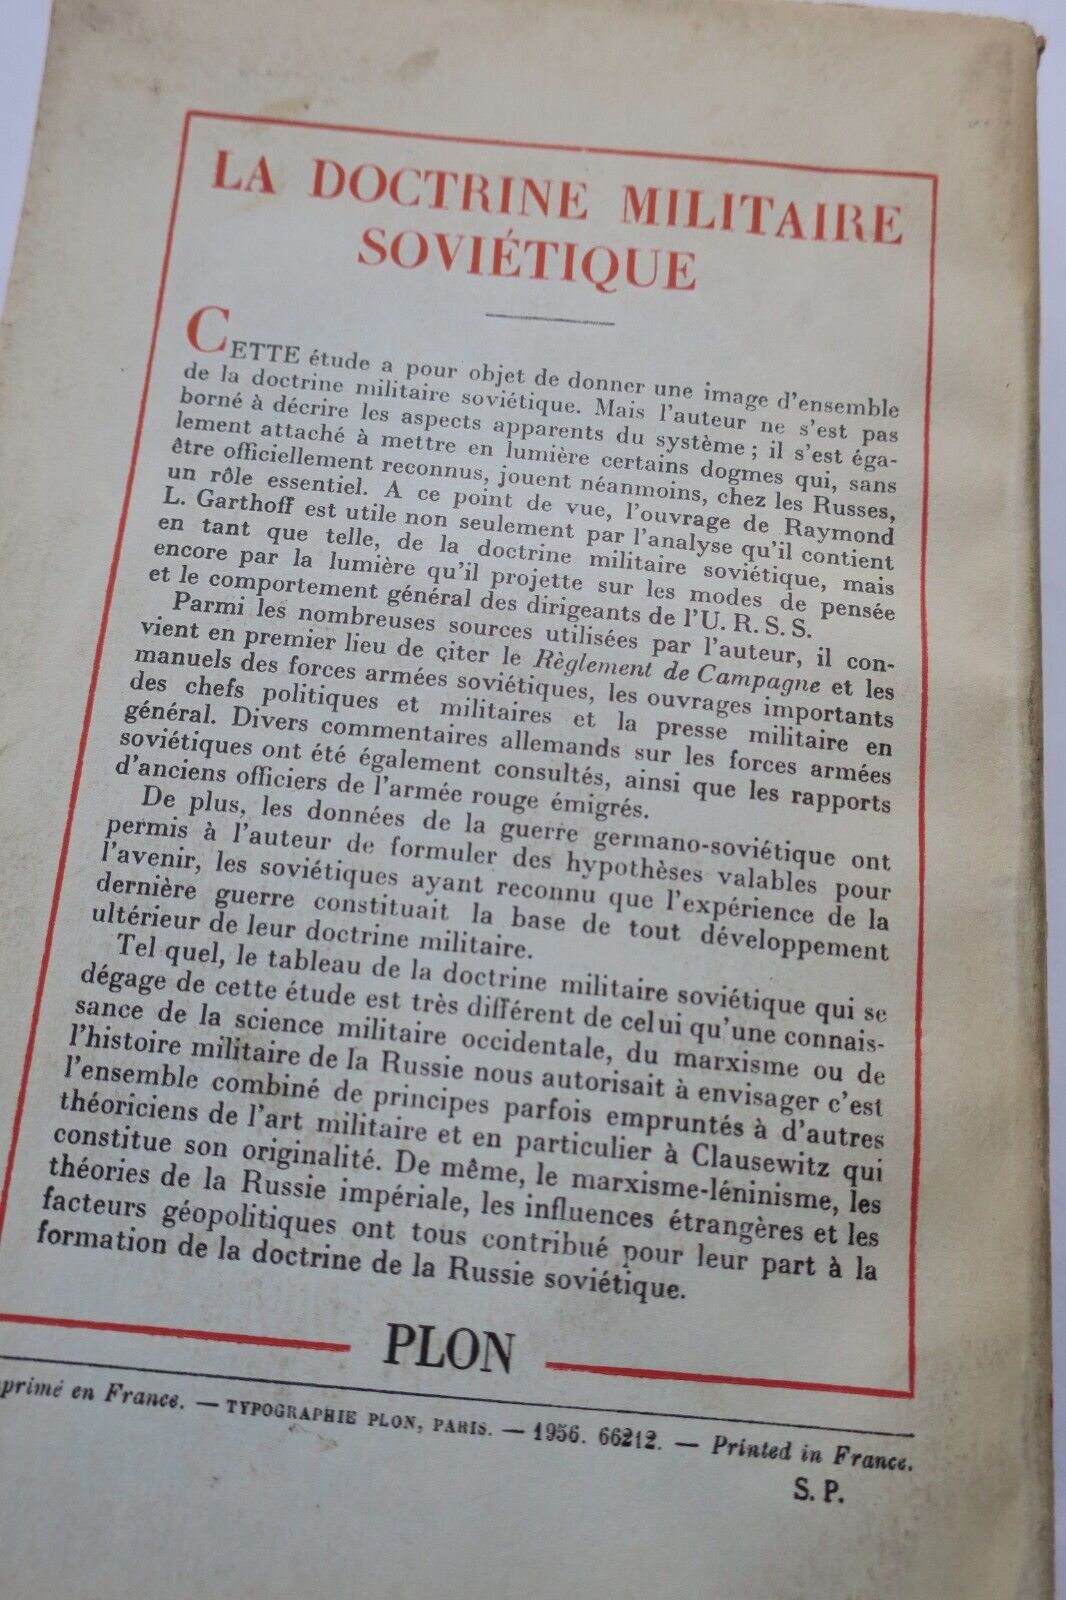 LA DOCTRINE MILITAIRE
SOVIÉTIQUE
CETTE étude a pour objet de donner une image d'ensemble
de la doctrine militaire soviétique. Mais l'auteur ne s'est pas
borné à décrire les aspects apparents du système ; il s'est éga-
lement attaché à mettre en lumière certains dogmes qui, sans
être officiellement reconnus, jouent néanmoins, chez les Russes,
un rôle essentiel. A ce point de vue, l'ouvrage de Raymond
L. Garthoff est utile non seulement par l'analyse qu'il contient
en tant que telle, de la doctrine militaire soviétique, mais
encore par la lumière qu'il projette sur les modes de pensée
et le comportement général des dirigeants de l'U. R. S. S.
Parmi les nombreuses sources utilisées par l'auteur, il con-
vient en premier lieu de citer le Règlement de Campagne et les
manuels des forces armées soviétiques, les ouvrages importants
des chefs politiques et militaires et la presse militaire en
général. Divers commentaires allemands sur les forces armées
soviétiques ont été également consultés, ainsi que les rapports
d'anciens officiers de l'armée rouge émigrés.
De plus, les données de la guerre germano-soviétique ont
permis à l'auteur de formuler des hypothèses valables pour
l'avenir, les soviétiques ayant reconnu que l'expérience de la
dernière guerre constituait la base de tout développement
ultérieur de leur doctrine militaire.
Tel quel, le tableau de la doctrine militaire soviétique qui se
dégage de cette étude est très différent de celui qu'une connais-
sance de la science militaire occidentale, du marxisme ou de
l'histoire militaire de la Russie nous autorisait à envisager c'est
l'ensemble combiné de principes parfois empruntés à d'autres
théoriciens de l'art militaire et en particulier à Clausewitz qui
constitue son originalité. De même, le marxisme-léninisme, les
théories de la Russie impériale, les influences étrangères et les
facteurs géopolitiques ont tous contribué pour leur part à la
formation de la doctrine de la Russie soviétique.
PLON
primé en France. — TYPOGRAPHIE PLON, PARIS. — 1956. 66212. — Printed in France.
S. P.